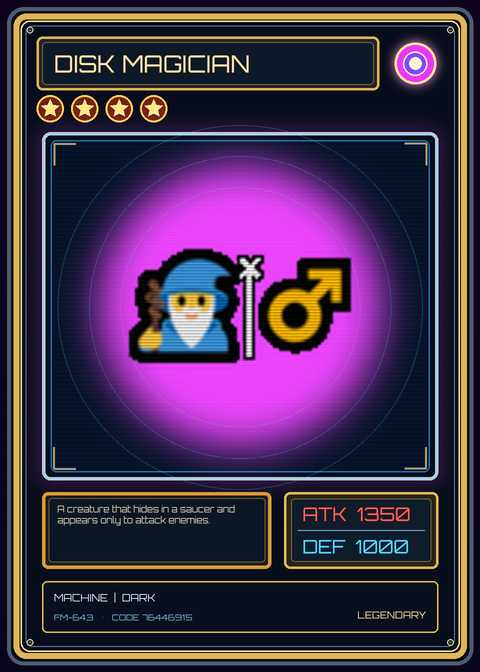 DISK MAGICIAN
A creature that hides in a saucer and
appears only to attack enemies.
ATK 1350
DEF 1000
MACHINE | DARK
FM-643 · CODE 76446915
LEGENDARY